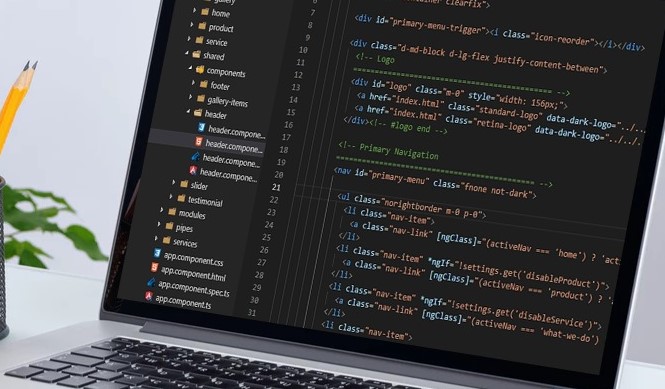 gallery
home
product
service
shared
components
footer
gallery-items
header
header.compone...
header.compone...
header.compone...
header.compone...
slider
testimonial
modules
pipes
services
app.component.css
app.component.html
app.component.spec.ts
app.component.ts
clearfix">
7
8 <div id="primary-menu-trigger"><i class="icon-reorder"></i></div>
9
10 <div class="d-md-block d-lg-flex justify-content-between">
11 <!-- Logo
12 ============================================= -->
13 <div id="logo" class="m-0" style="width: 156px;">
14 <a href="index.html" class="standard-logo" data-dark-logo="../..
15 <a href="index.html" class="retina-logo" data-dark-logo="../...
16 </div><!-- #logo end -->
17
18 <!-- Primary Navigation
19 ============================================= -->
20 <nav id="primary-menu" class="fnone not-dark">
21
22 <ul class="norightborder m-0 p-0">
23 <li class="nav-item">
24 <a class="nav-link" [ngClass]="(activeNav === 'home') ? 'act
25 </li>
26 <li class="nav-item" *ngIf="!settings.get('disableProduct')">
27 <a class="nav-link" [ngClass]="(activeNav === 'product') ? '
28 </li>
29 <li class="nav-item" *ngIf="!settings.get('disableService')">
30 <a class="nav-link" [ngClass]="(activeNav === 'what-we-do')
31 </li>
<li class="nav-item">